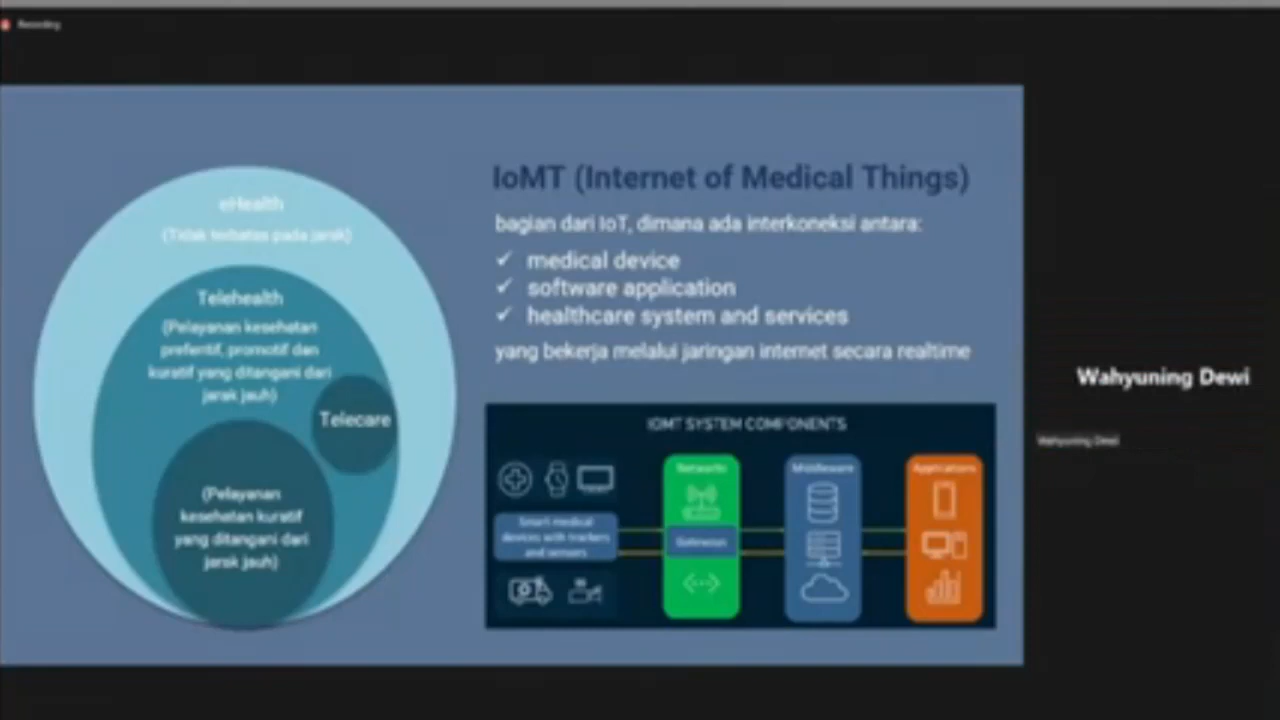 Recording
eHealth
(Tidak terbatas pada jarak)
Telehealth
(Pelayanan kesehatan
prefentif, promotif dan
kuratif yang ditangani dari
jarak jauh)
Telecare
(Pelayanan
kesehatan kuratif
yang ditangani dari
jarak jauh)
IoMT (Internet of Medical Things)
bagian dari IoT, dimana ada interkoneksi antara:
✓ medical device
✓ software application
✓ healthcare system and services
yang bekerja melalui jaringan internet secara realtime
IOMT SYSTEM COMPONENTS
Smart medical
devices with trackers
and sensors
Networks
Gateways
Middleware
Applications
Wahyuning Dewi
Wahyuning Dewi